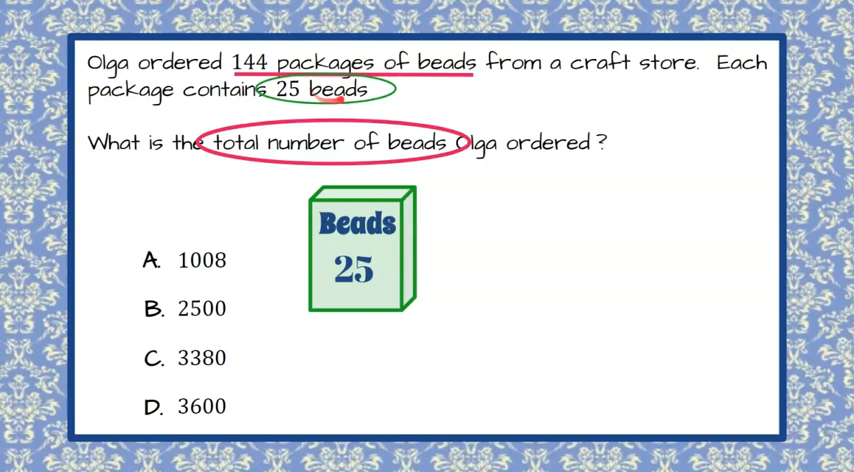 Olga ordered 144 packages of beads from a craft store. Each
package contains 25 beads
What is the total number of beads Olga ordered?
Beads
25
A. 1008
B. 2500
C. 3380
D. 3600